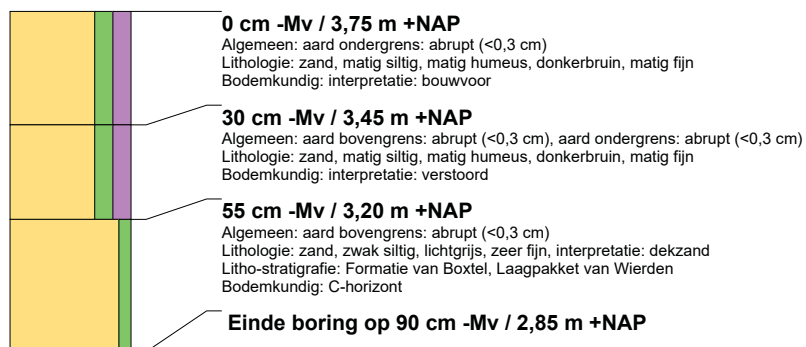 0 cm -Mv / 3,75 m +NAP
Algemeen: aard ondergrens: abrupt (<0,3 cm)
Lithologie: zand, matig siltig, matig humeus, donkerbruin, matig fijn
Bodemkundig: interpretatie: bouwvoor
30 cm -Mv / 3,45 m +NAP
Algemeen: aard bovengrens: abrupt (<0,3 cm), aard ondergrens: abrupt (<0,3 cm)
Lithologie: zand, matig siltig, matig humeus, donkerbruin, matig fijn
Bodemkundig: interpretatie: verstoord
55 cm -Mv / 3,20 m +NAP
Algemeen: aard bovengrens: abrupt (<0,3 cm)
Lithologie: zand, zwak siltig, lichtgrijs, zeer fijn, interpretatie: dekzand
Litho-stratigrafie: Formatie van Boxtel, Laagpakket van Wierden
Bodemkundig: C-horizont
Einde boring op 90 cm -Mv / 2,85 m +NAP